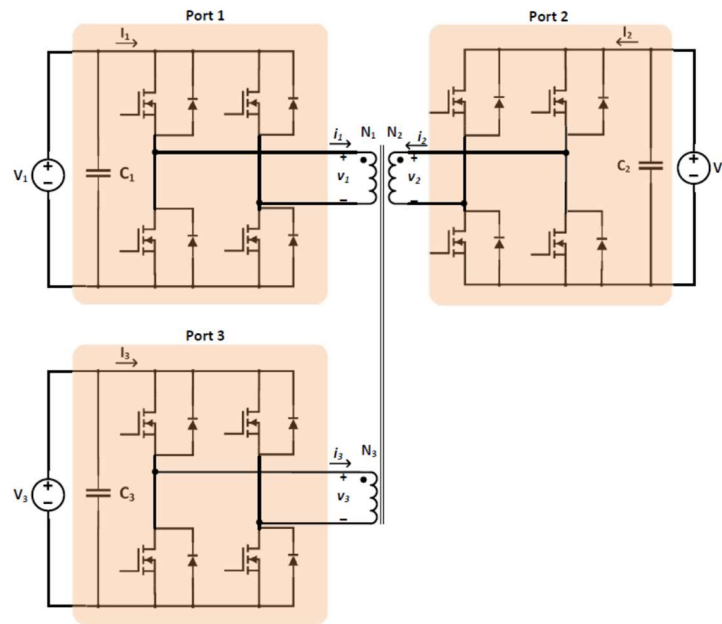 Port 1
Port 2
I₁
I₂
i₁
N₁
N₂
i₂
+
v₁
−
+
v₂
−
V₁
+
−
C₁
C₂
+
−
V
Port 3
I₃
i₃
N₃
+
v₃
−
V₃
+
−
C₃